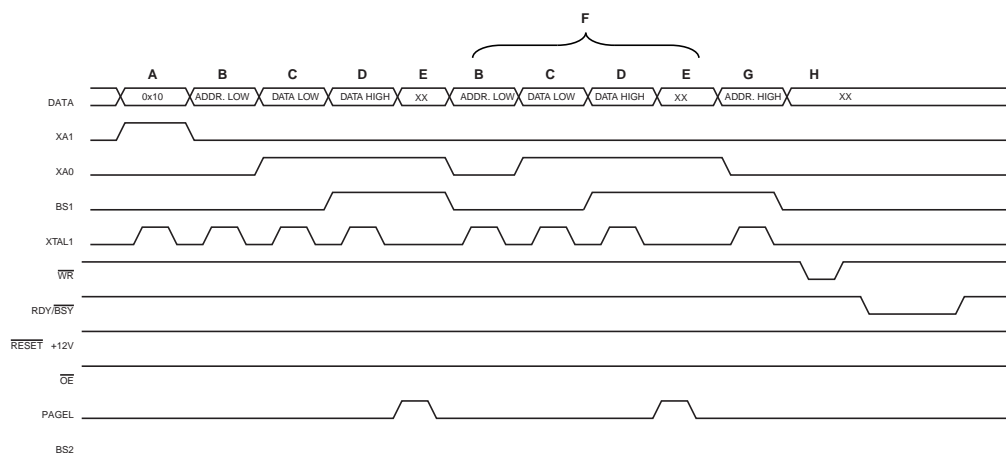 F
A B C D E B C D E G H
DATA 0x10 ADDR. LOW DATA LOW DATA HIGH XX ADDR. LOW DATA LOW DATA HIGH XX ADDR. HIGH XX
XA1
XA0
BS1
XTAL1
WR
RDY/BSY
RESET +12V
OE
PAGEL
BS2